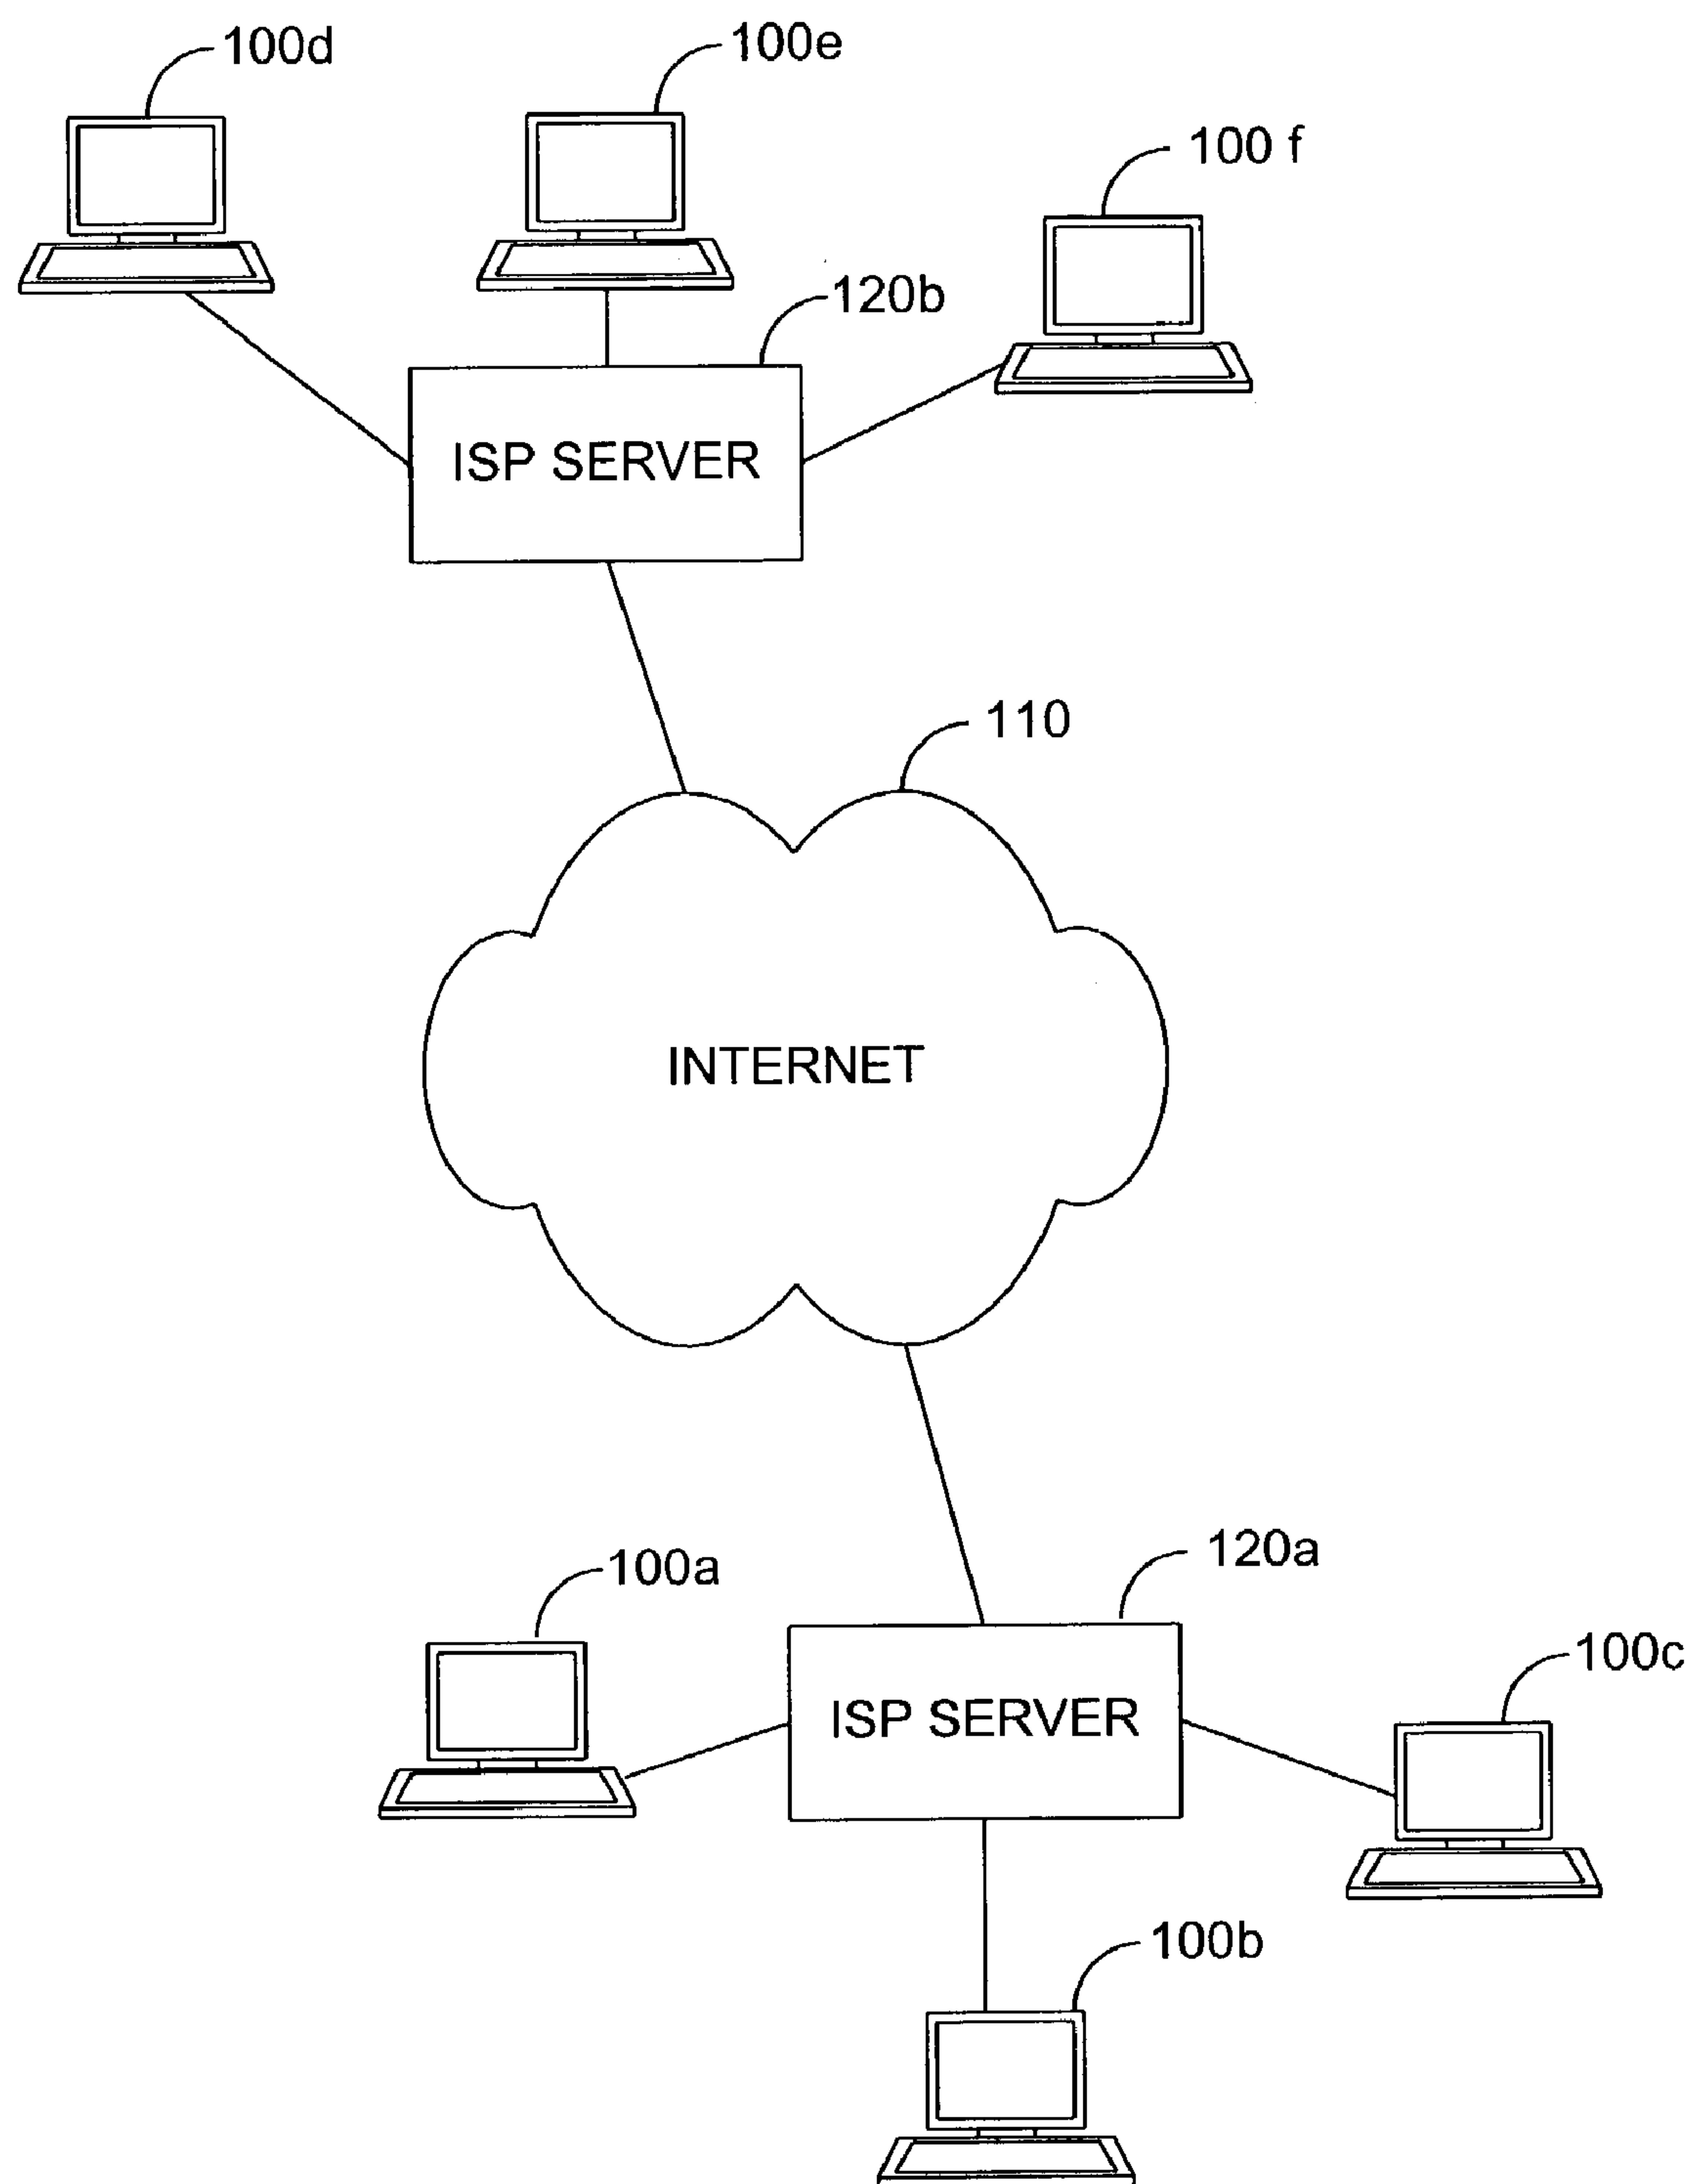 100d
100e
100 f
120b
ISP SERVER
110
INTERNET
120a
100a
100c
ISP SERVER
100b